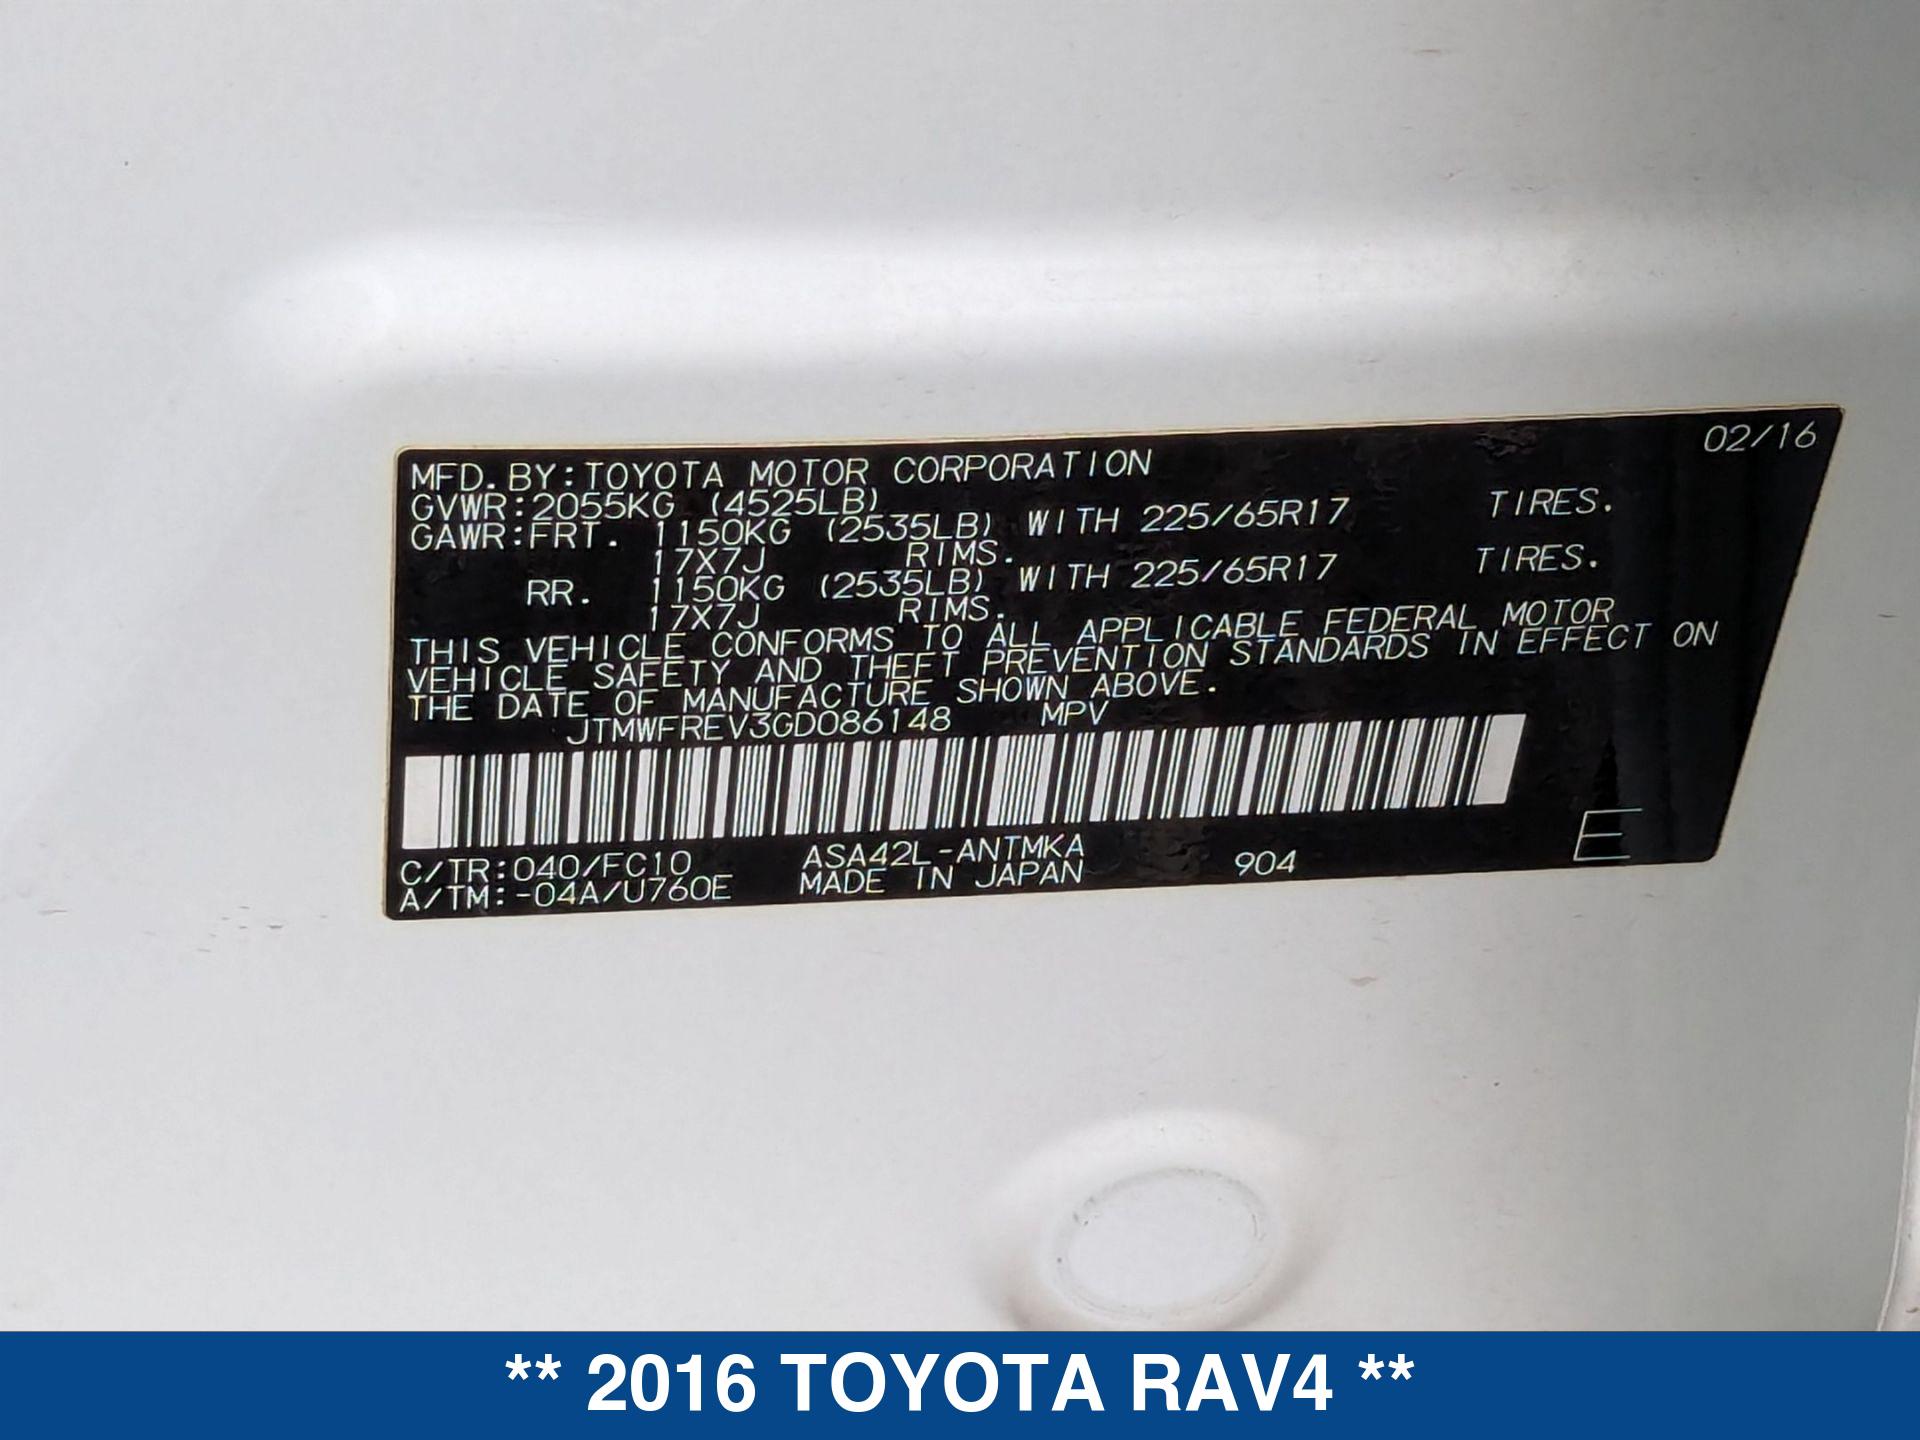 02/16
MFD. BY:TOYOTA MOTOR CORPORATION
GVWR:2055KG (4525LB)
GAWR:FRT. 1150KG (2535LB) WITH 225/65R17 TIRES.
17X7J RIMS.
RR. 1150KG (2535LB) WITH 225/65R17 TIRES.
17X7J RIMS.
THIS VEHICLE CONFORMS TO ALL APPLICABLE FEDERAL MOTOR
VEHICLE SAFETY AND THEFT PREVENTION STANDARDS IN EFFECT ON
THE DATE OF MANUFACTURE SHOWN ABOVE.
JTMWFREV3GD086148 MPV
C/TR:040/FC10 ASA42L-ANTMKA 904 E
A/TM:-04A/U760E MADE IN JAPAN
** 2016 TOYOTA RAV4 **